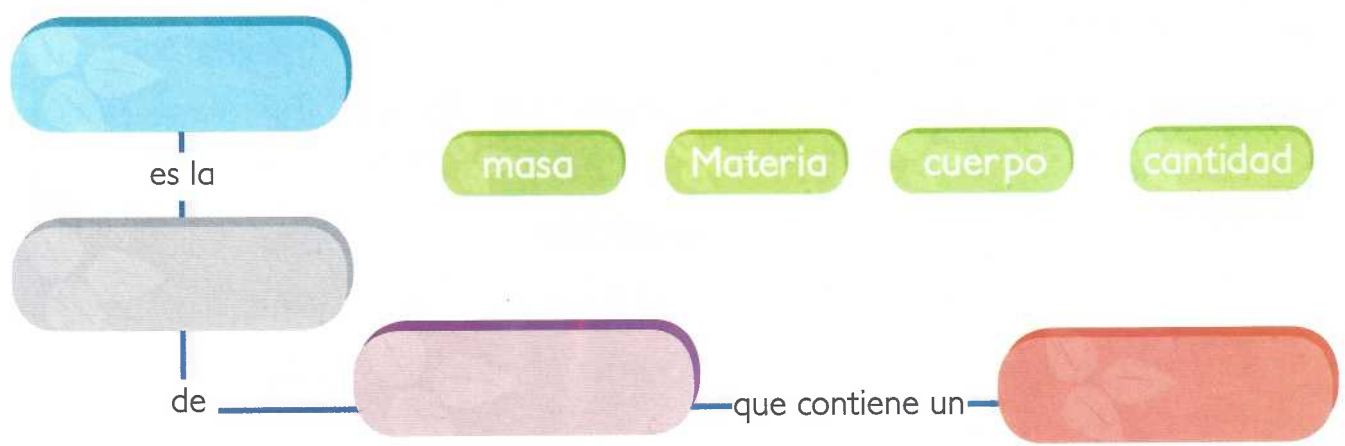 es la
masa
Materia
cuerpo
cantidad
de
que contiene un